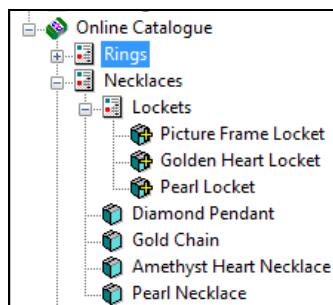 Online Catalogue
Rings
Necklaces
Lockets
Picture Frame Locket
Golden Heart Locket
Pearl Locket
Diamond Pendant
Gold Chain
Amethyst Heart Necklace
Pearl Necklace